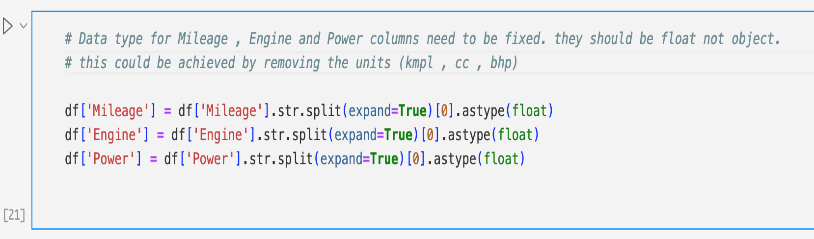 # Data type for Mileage , Engine and Power columns need to be fixed. they should be float not object.
# this could be achieved by removing the units (kmpl , cc , bhp)
df['Mileage'] = df['Mileage'].str.split(expand=True)[0].astype(float)
df['Engine'] = df['Engine'].str.split(expand=True)[0].astype(float)
df['Power'] = df['Power'].str.split(expand=True)[0].astype(float)
[21]